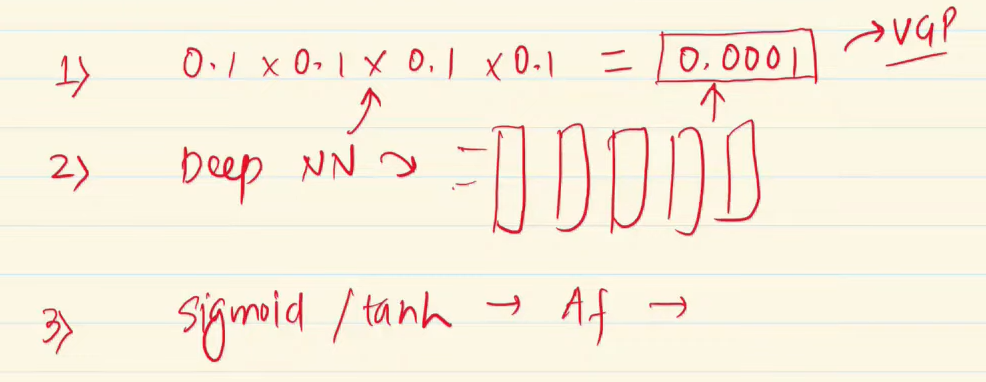 1) 0.1 x 0.1 x 0.1 x 0.1 = 0.0001 → VGP
2) Deep NN →
3) sigmoid / tanh → Af →